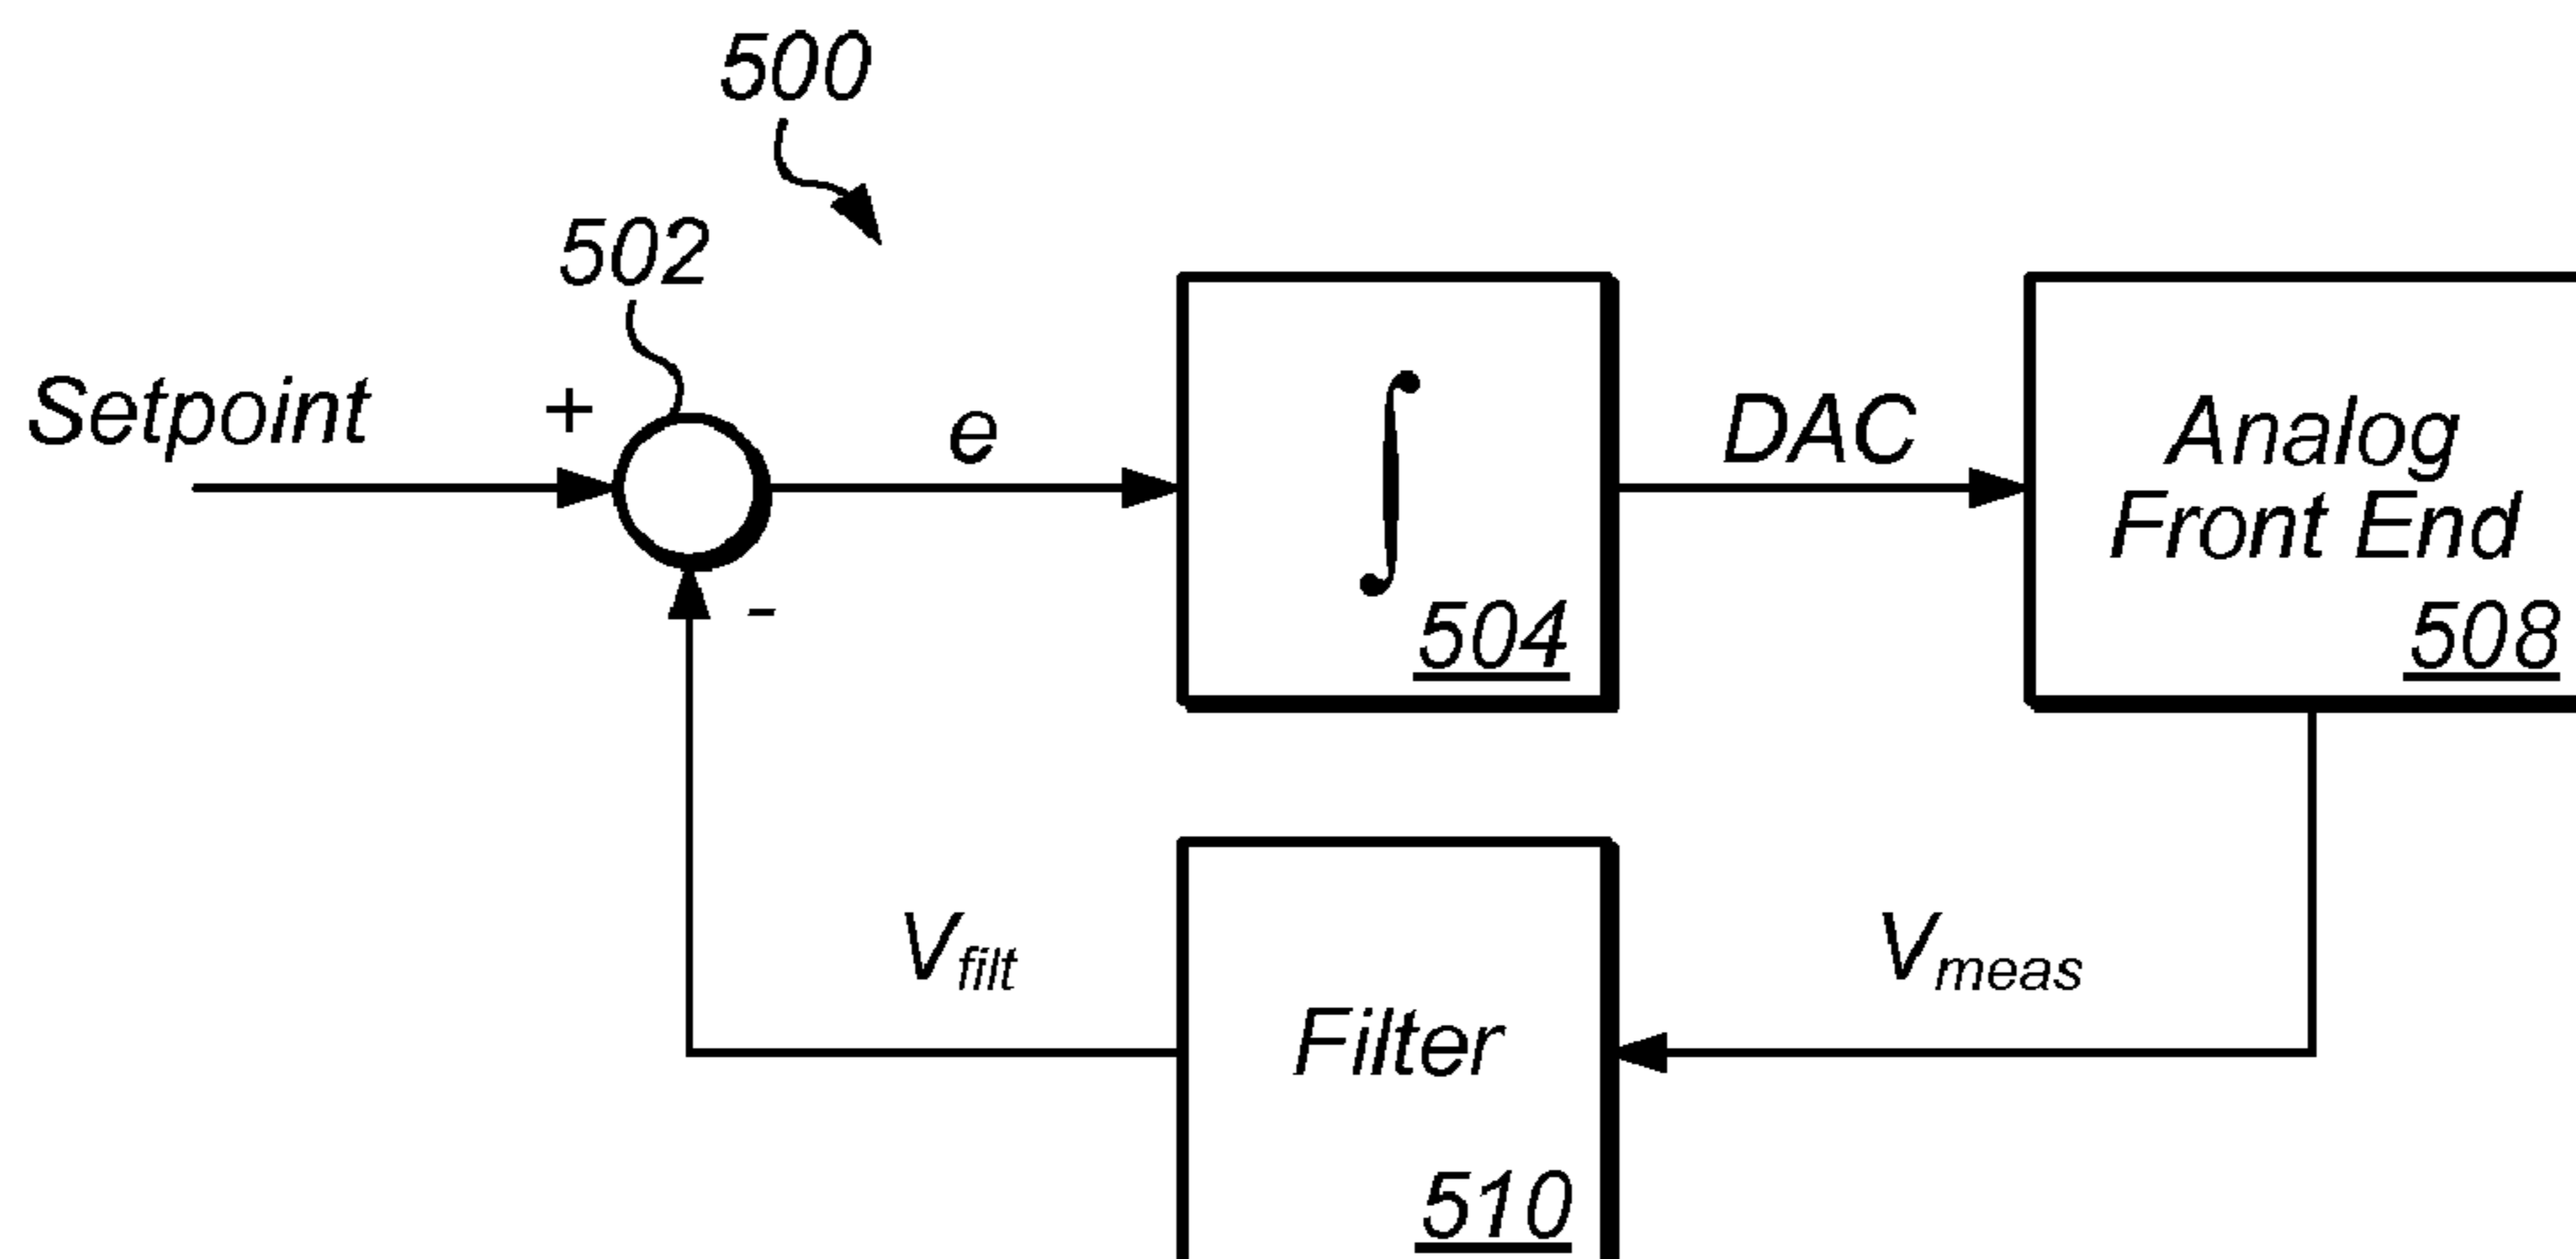 500
502
Setpoint
+
e
DAC
Analog
Front End
-
∫
504
508
Vfilt
Vmeas
Filter
510